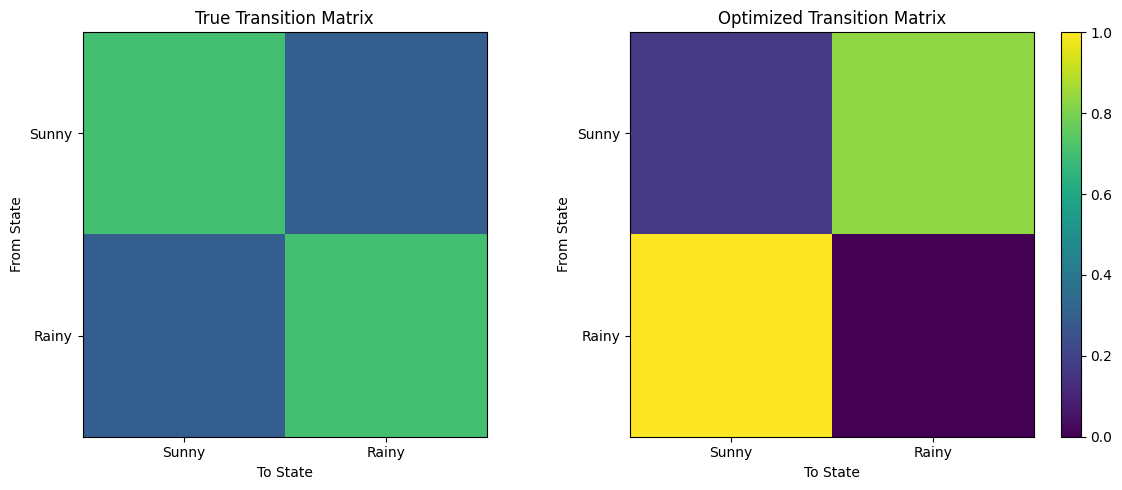 True Transition Matrix
Sunny
Rainy
From State
Sunny
Rainy
To State
Optimized Transition Matrix
Sunny
Rainy
From State
Sunny
Rainy
To State
1.0
0.8
0.6
0.4
0.2
0.0